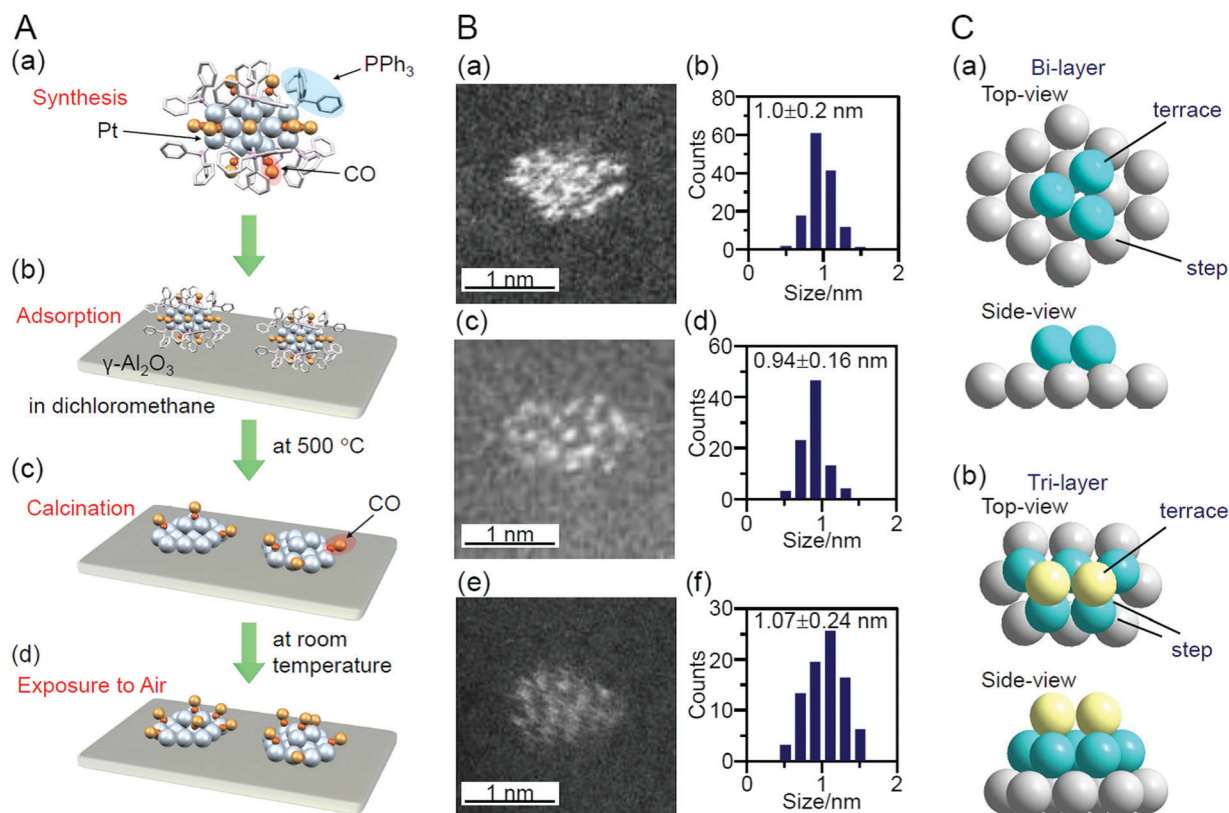 A
(a)
Synthesis
PPh3
Pt
CO
(b)
Adsorption
γ-Al2O3
in dichloromethane
at 500 °C
(c)
Calcination
CO
at room
temperature
(d)
Exposure to Air
B
(a)
1 nm
(b)
1.0±0.2 nm
Counts
80
60
40
20
0
0 1 2
Size/nm
(c)
1 nm
(d)
0.94±0.16 nm
Counts
60
40
20
0
0 1 2
Size/nm
(e)
1 nm
(f)
1.07±0.24 nm
Counts
30
20
10
0
0 1 2
Size/nm
C
(a)
Bi-layer
Top-view
terrace
step
Side-view
(b)
Tri-layer
Top-view
terrace
step
Side-view